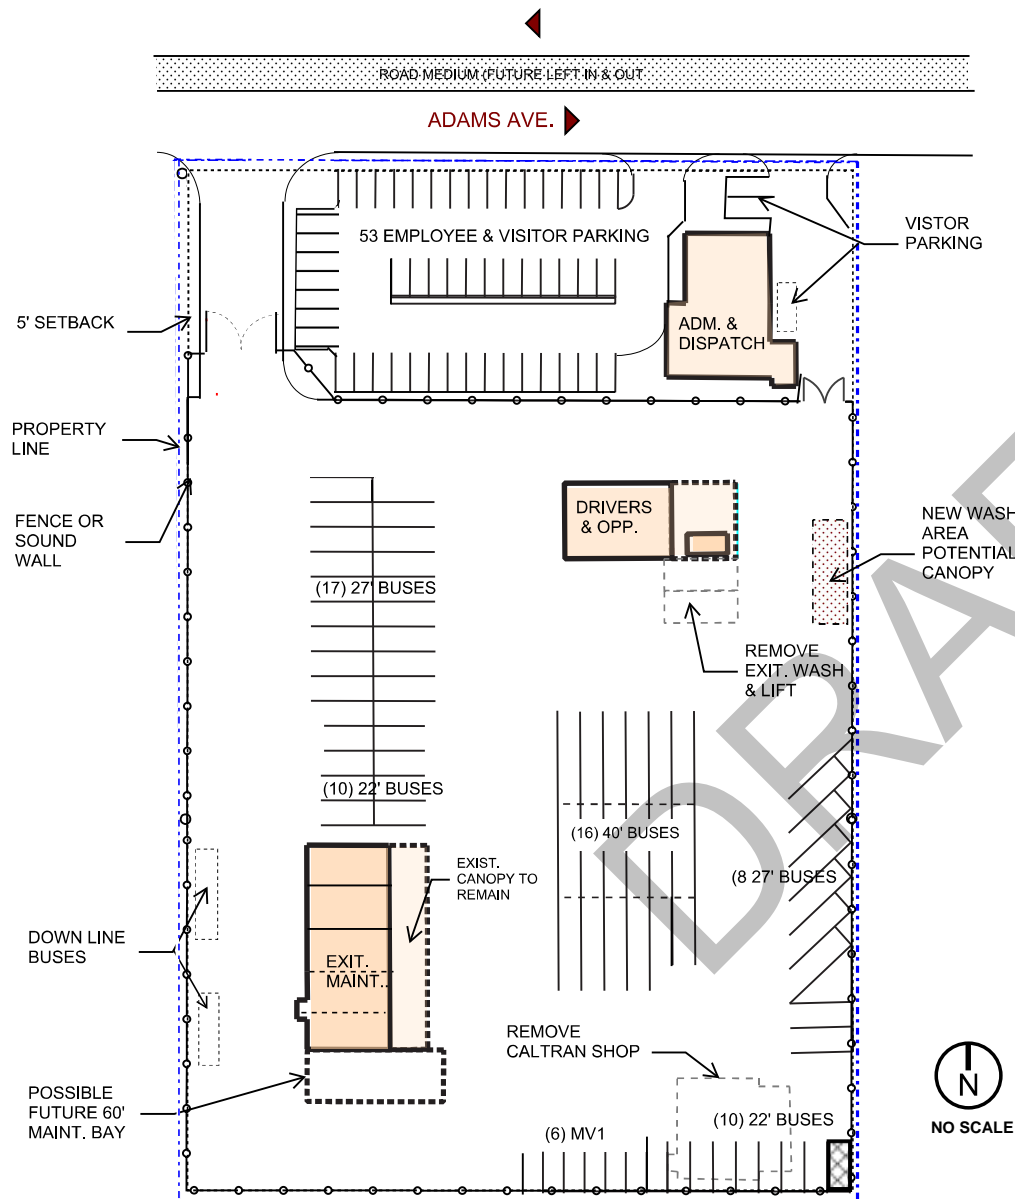 ROAD MEDIUM (FUTURE LEFT IN & OUT
ADAMS AVE.
53 EMPLOYEE & VISITOR PARKING
VISTOR
PARKING
5' SETBACK
ADM. &
DISPATCH
PROPERTY
LINE
FENCE OR
SOUND
WALL
DRIVERS
& OPP.
NEW WASH
AREA
POTENTIAL
CANOPY
(17) 27' BUSES
REMOVE
EXIT. WASH
& LIFT
(10) 22' BUSES
(16) 40' BUSES
EXIST.
CANOPY TO
REMAIN
(8 27' BUSES
DOWN LINE
BUSES
EXIT.
MAINT..
REMOVE
CALTRAN SHOP
POSSIBLE
FUTURE 60'
MAINT. BAY
(6) MV1
(10) 22' BUSES
N
NO SCALE
DRA